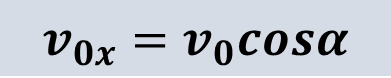 v₀ₓ = v₀cosα